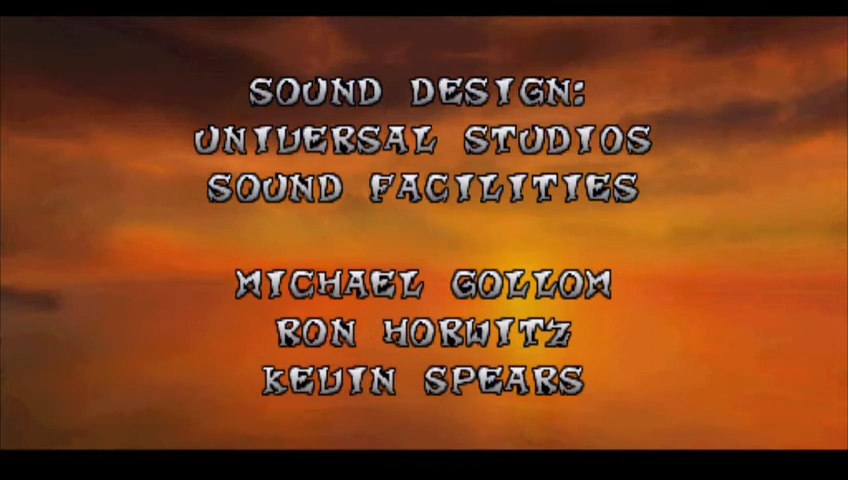 SOUND DESIGN:
UNIVERSAL STUDIOS
SOUND FACILITIES
MICHAEL GOLLOM
RON HORWITZ
KEVIN SPEARS